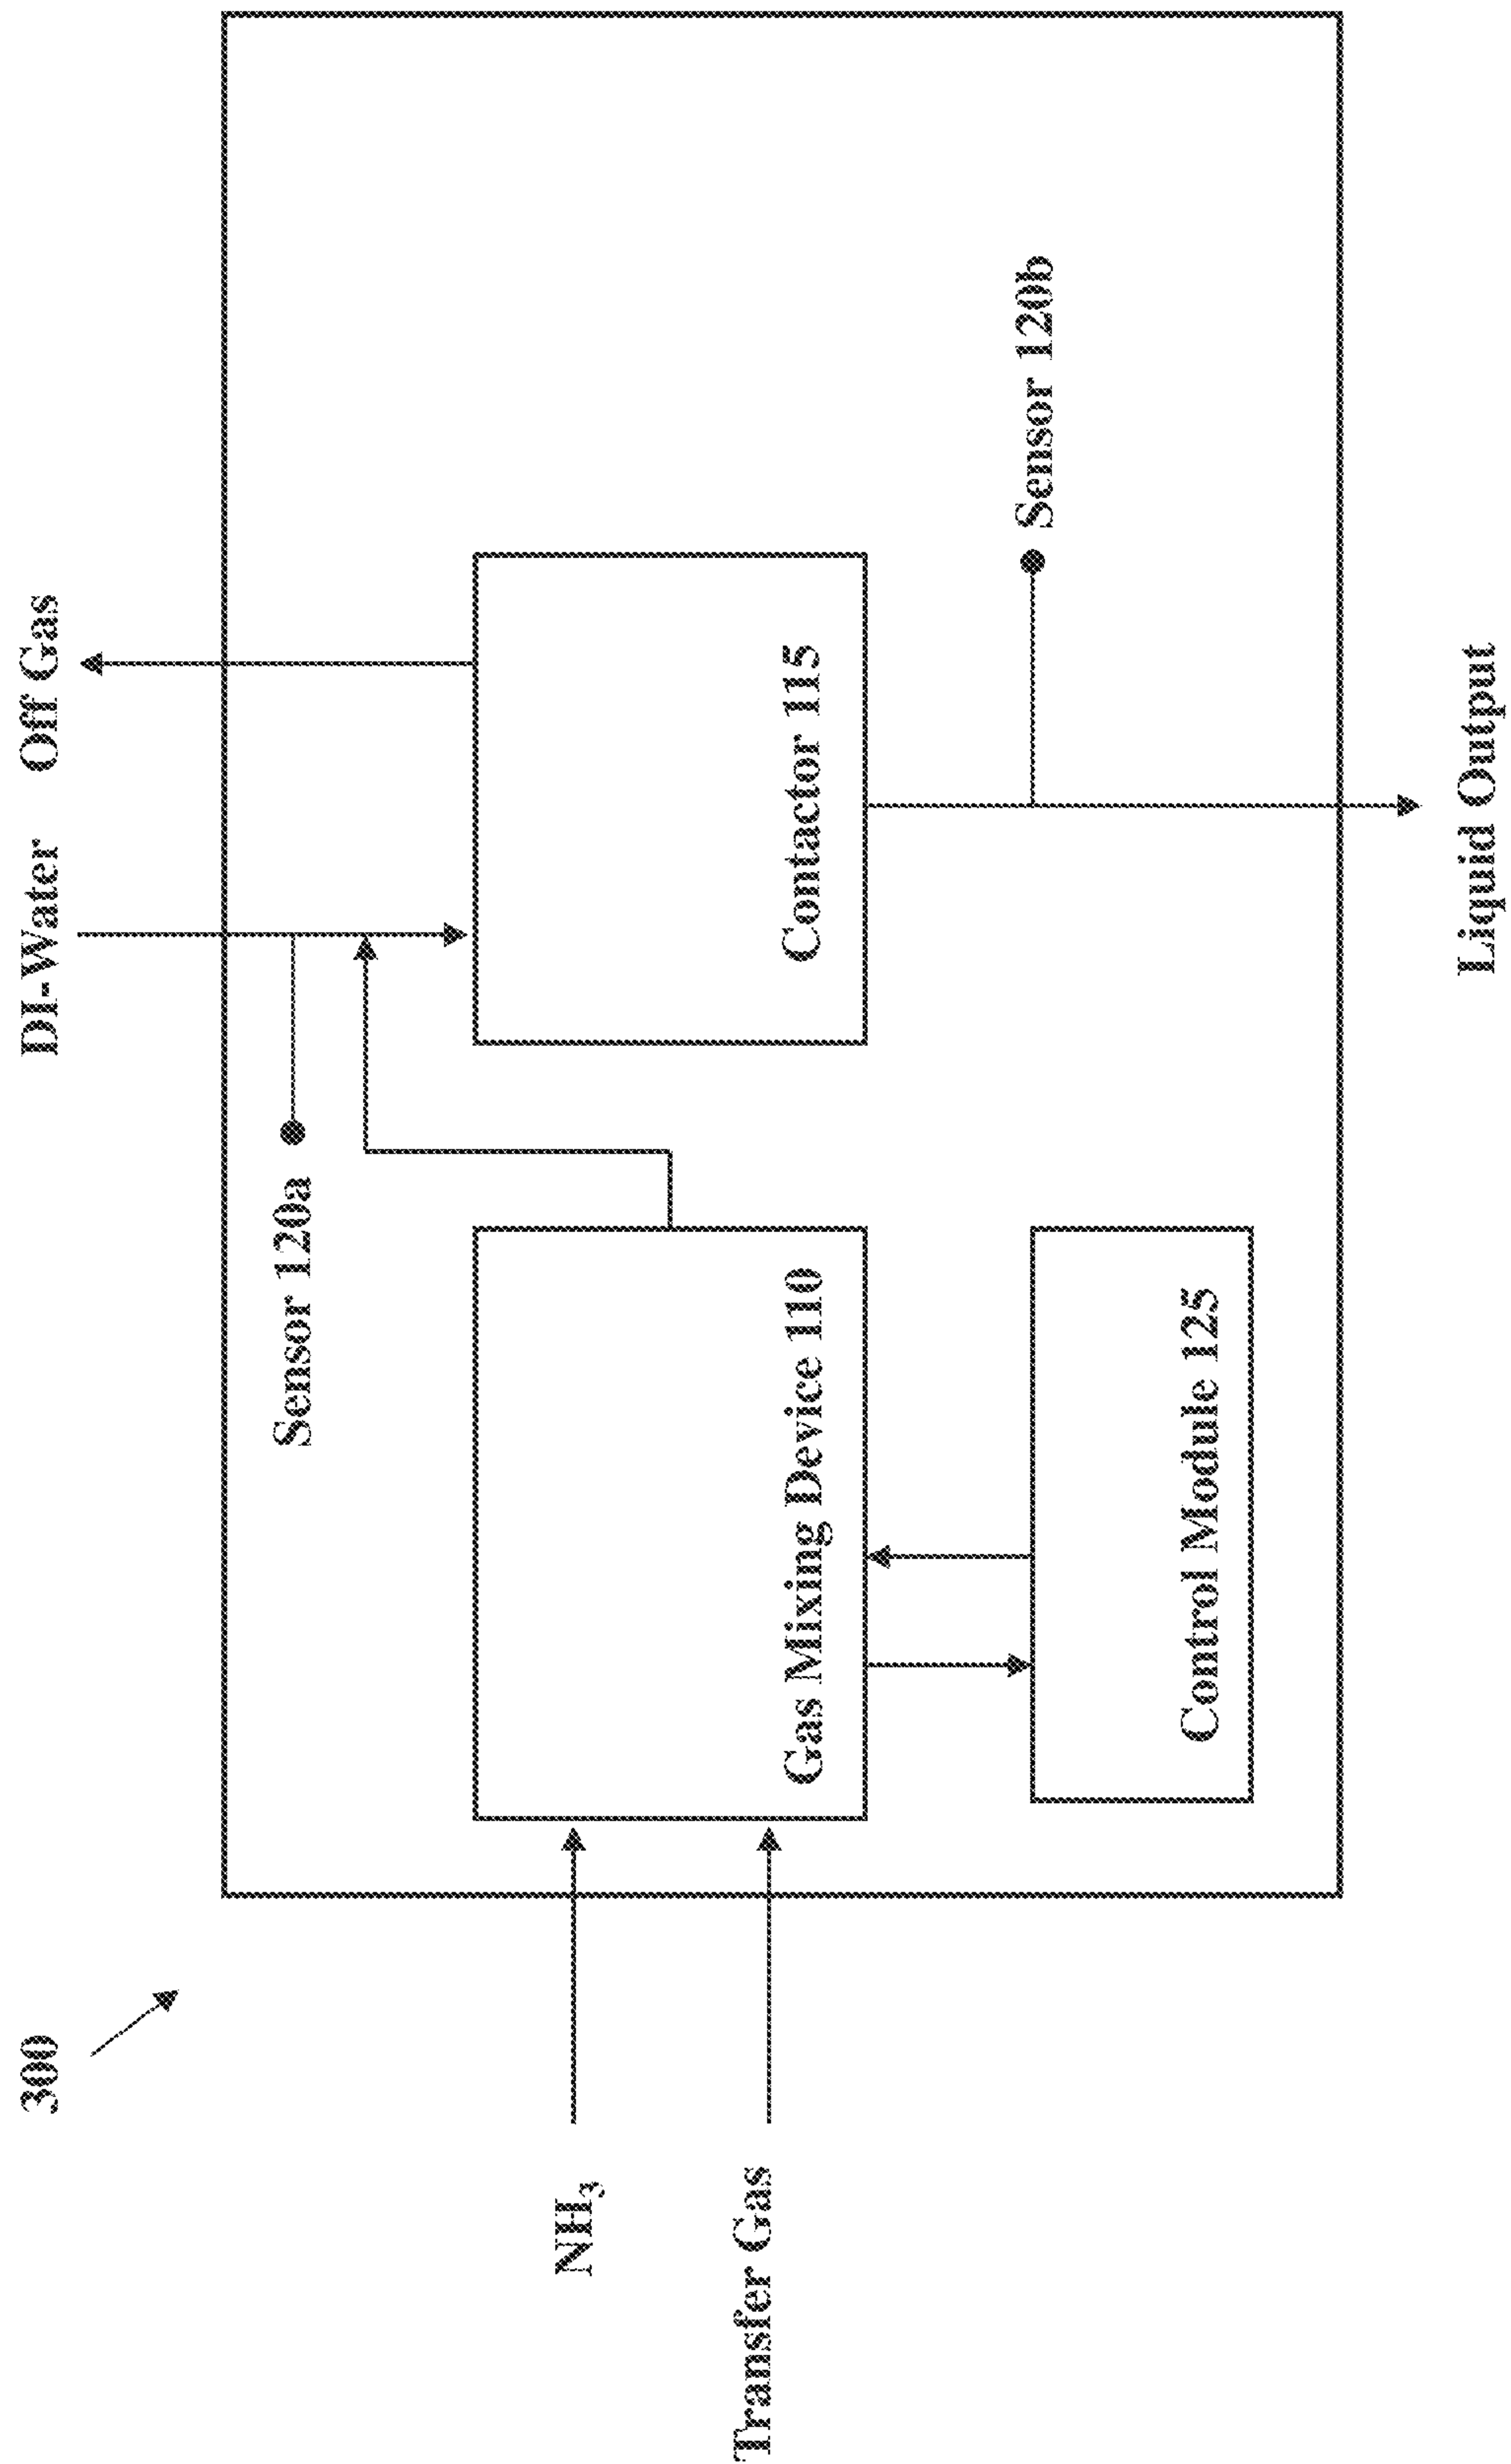 300
DI-Water
Off Gas
Sensor 120a
NH₃
Transfer Gas
Gas Mixing Device 110
Contactor 115
Sensor 120b
Control Module 125
Liquid Output